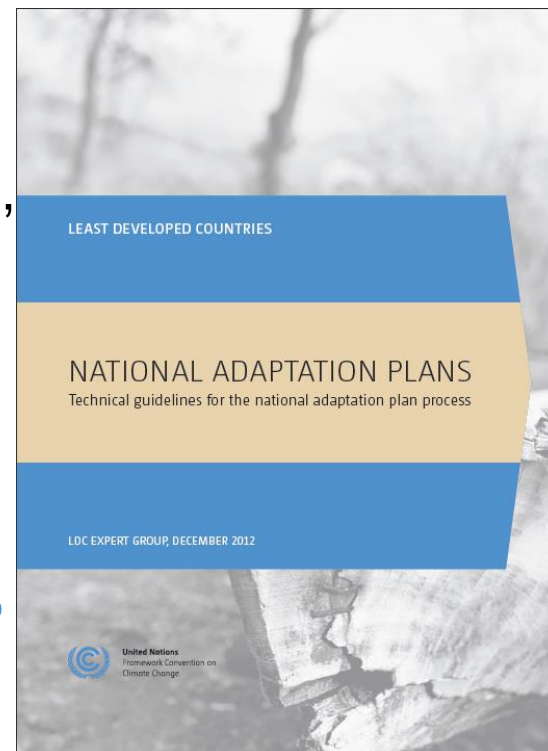 ,
LEAST DEVELOPED COUNTRIES
NATIONAL ADAPTATION PLANS
Technical guidelines for the national adaptation plan process
LDC EXPERT GROUP, DECEMBER 2012
)
United Nations
Framework Convention on
Climate Change